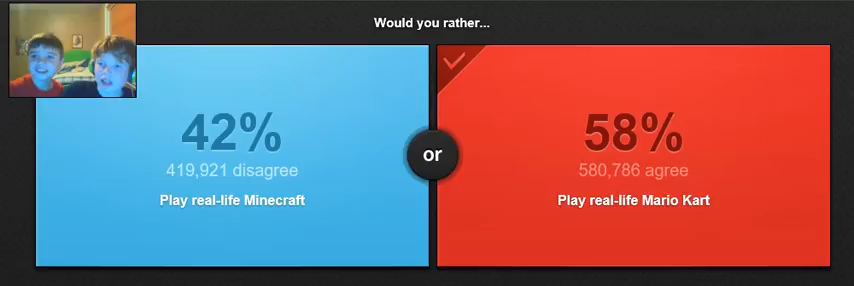 Would you rather...
42%
419,921 disagree
Play real-life Minecraft
or
58%
580,786 agree
Play real-life Mario Kart